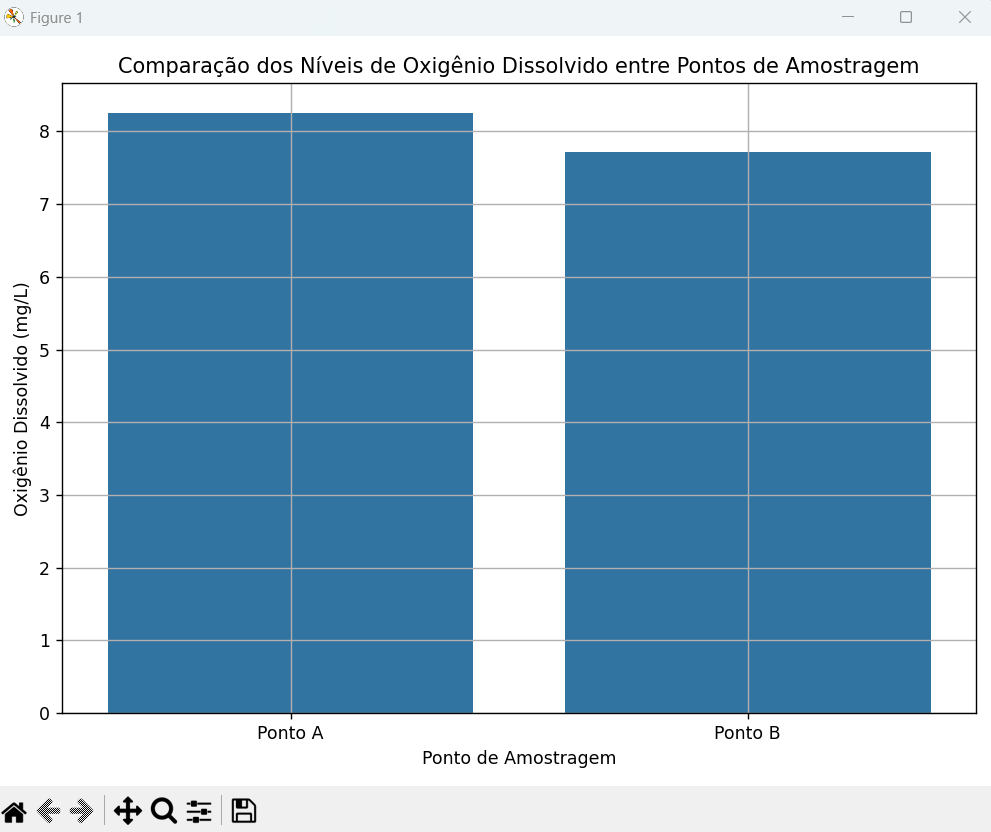 Figure 1
Comparação dos Níveis de Oxigênio Dissolvido entre Pontos de Amostragem
8
7
6
5
4
3
2
1
0
Oxigênio Dissolvido (mg/L)
Ponto A
Ponto B
Ponto de Amostragem